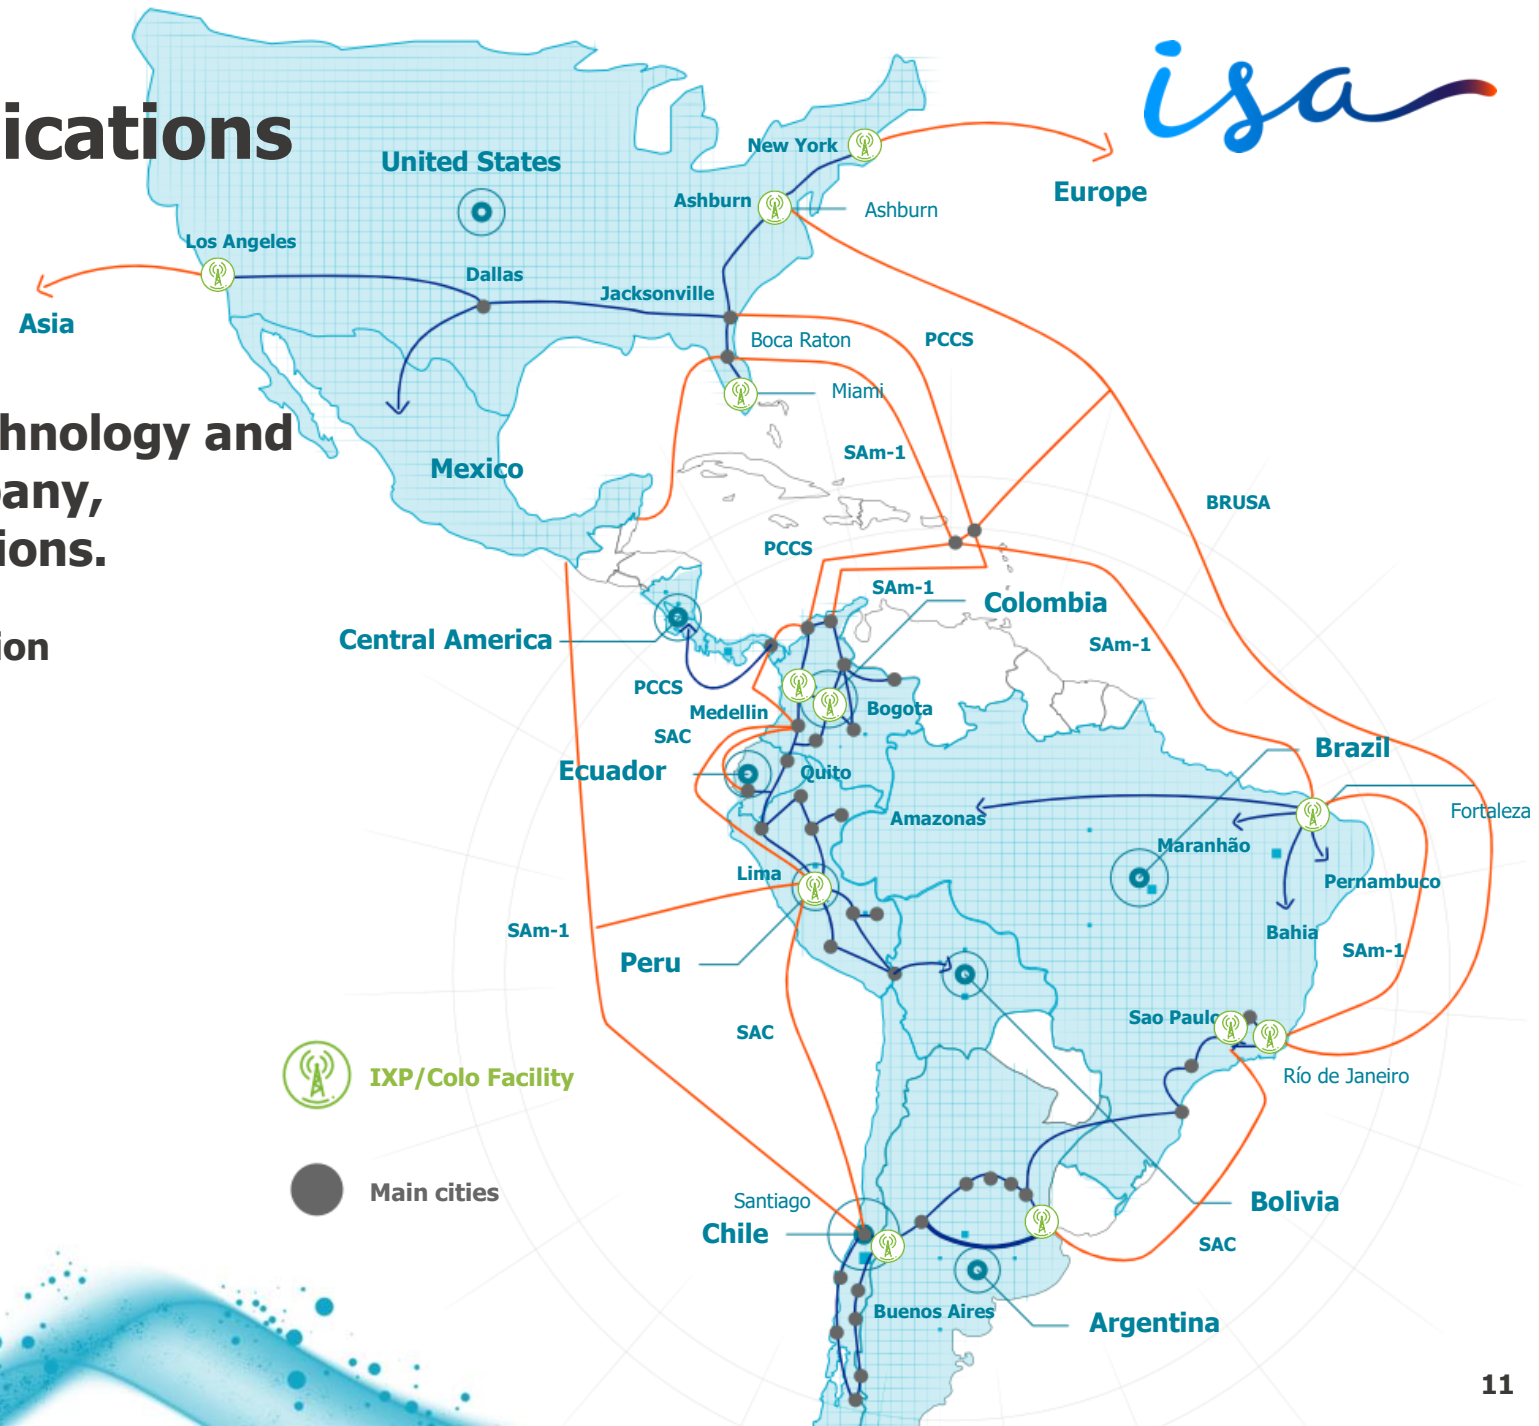 isa
ications
United States
New York
Europe
Ashburn
Ashburn
Los Angeles
Dallas
Jacksonville
Asia
Boca Raton
PCCS
Miami
hnology and
SAm-1
Mexico
pany,
BRUSA
ions.
PCCS
SAm-1
Colombia
ion
Central America
SAm-1
PCCS
Medellin
Bogota
SAC
Brazil
Ecuador
Quito
Amazonas
Fortaleza
Maranhão
Lima
Pernambuco
SAm-1
Bahia
SAm-1
Peru
Sao Paulo
SAC
IXP/Colo Facility
Río de Janeiro
Main cities
Santiago
Bolivia
Chile
SAC
Buenos Aires
Argentina
11